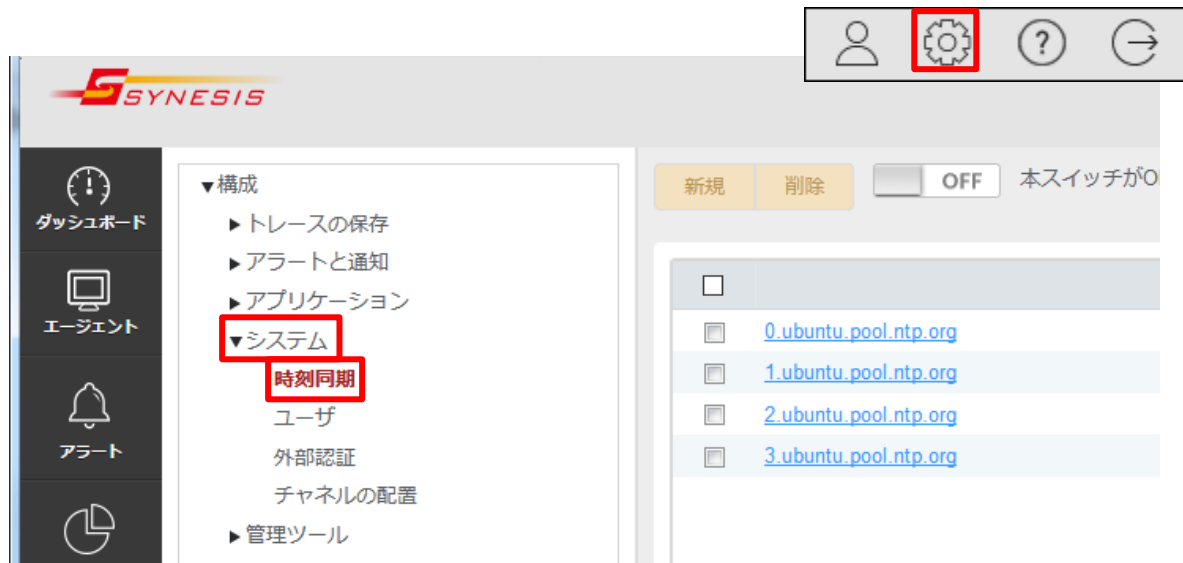 ?
SYNESIS
ダッシュボード
エージェント
アラート
▼構成
▶トレースの保存
▶アラートと通知
▶アプリケーション
▼システム
時刻同期
ユーザ
外部認証
チャネルの配置
▶管理ツール
新規 削除 OFF 本スイッチがO
0.ubuntu.pool.ntp.org
1.ubuntu.pool.ntp.org
2.ubuntu.pool.ntp.org
3.ubuntu.pool.ntp.org